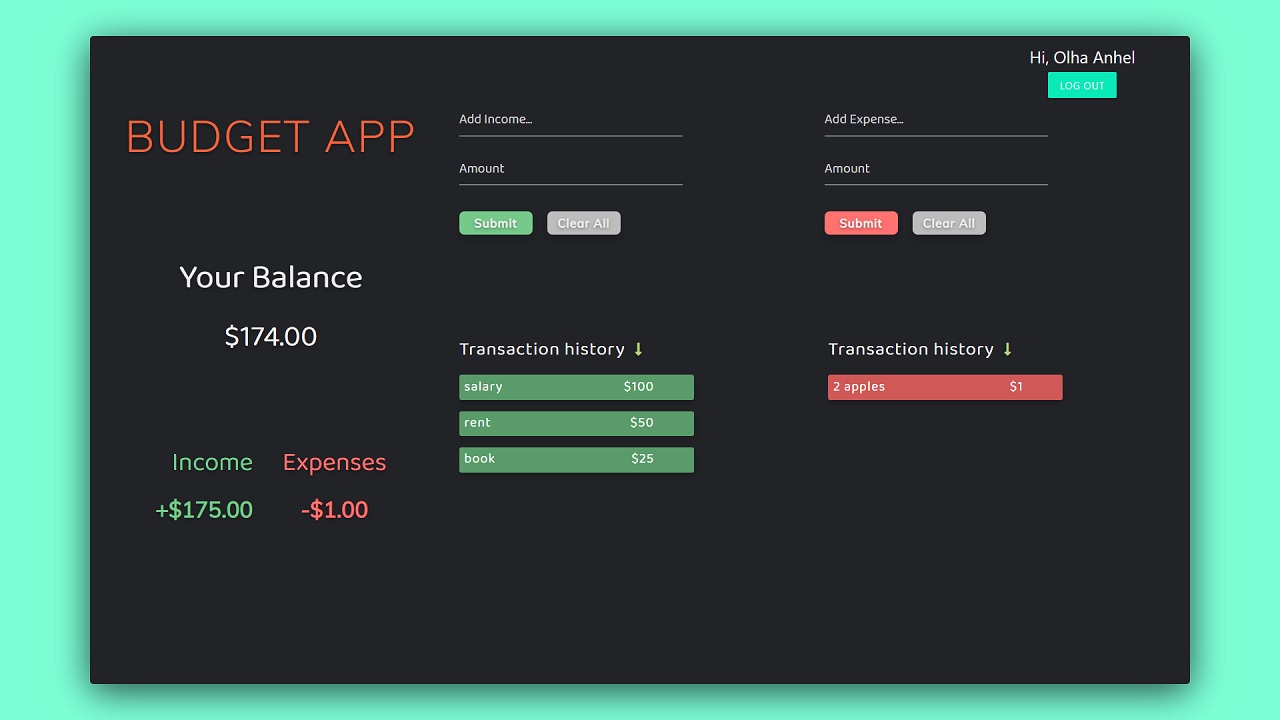 Hi, Olha Anhel
LOG OUT
BUDGET APP
Your Balance
$174.00
Income
Expenses
+$175.00
-$1.00
Add Income...
Amount
Submit
Clear All
Transaction history
salary $100
rent $50
book $25
Add Expense...
Amount
Submit
Clear All
Transaction history
2 apples $1